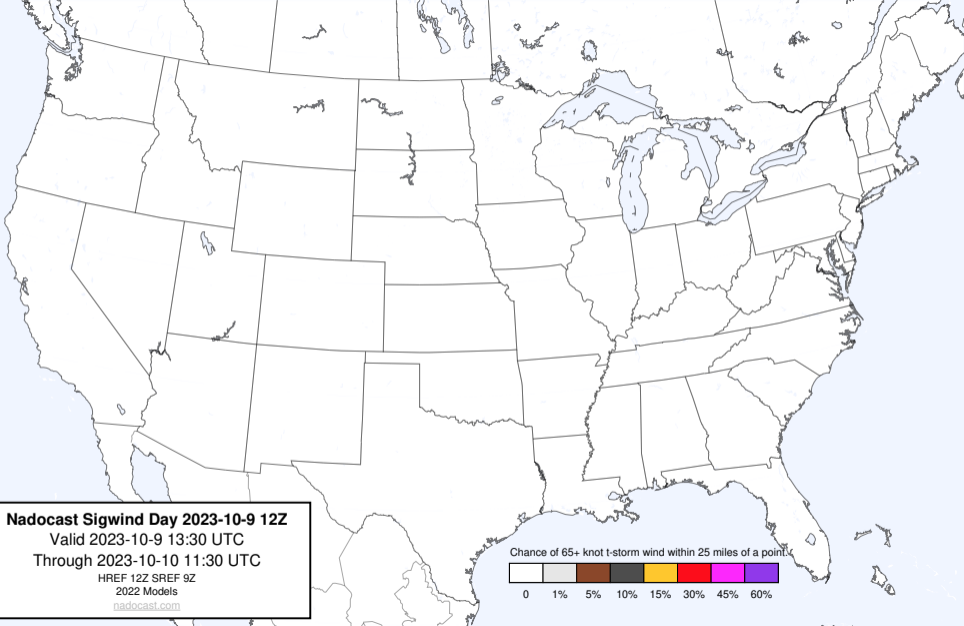 Nadocast Sigwind Day 2023-10-9 12Z
Valid 2023-10-9 13:30 UTC
Through 2023-10-10 11:30 UTC
HREF 12Z SREF 9Z
2022 Models
nadocast.com
Chance of 65+ knot t-storm wind within 25 miles of a point.
0 1% 5% 10% 15% 30% 45% 60%